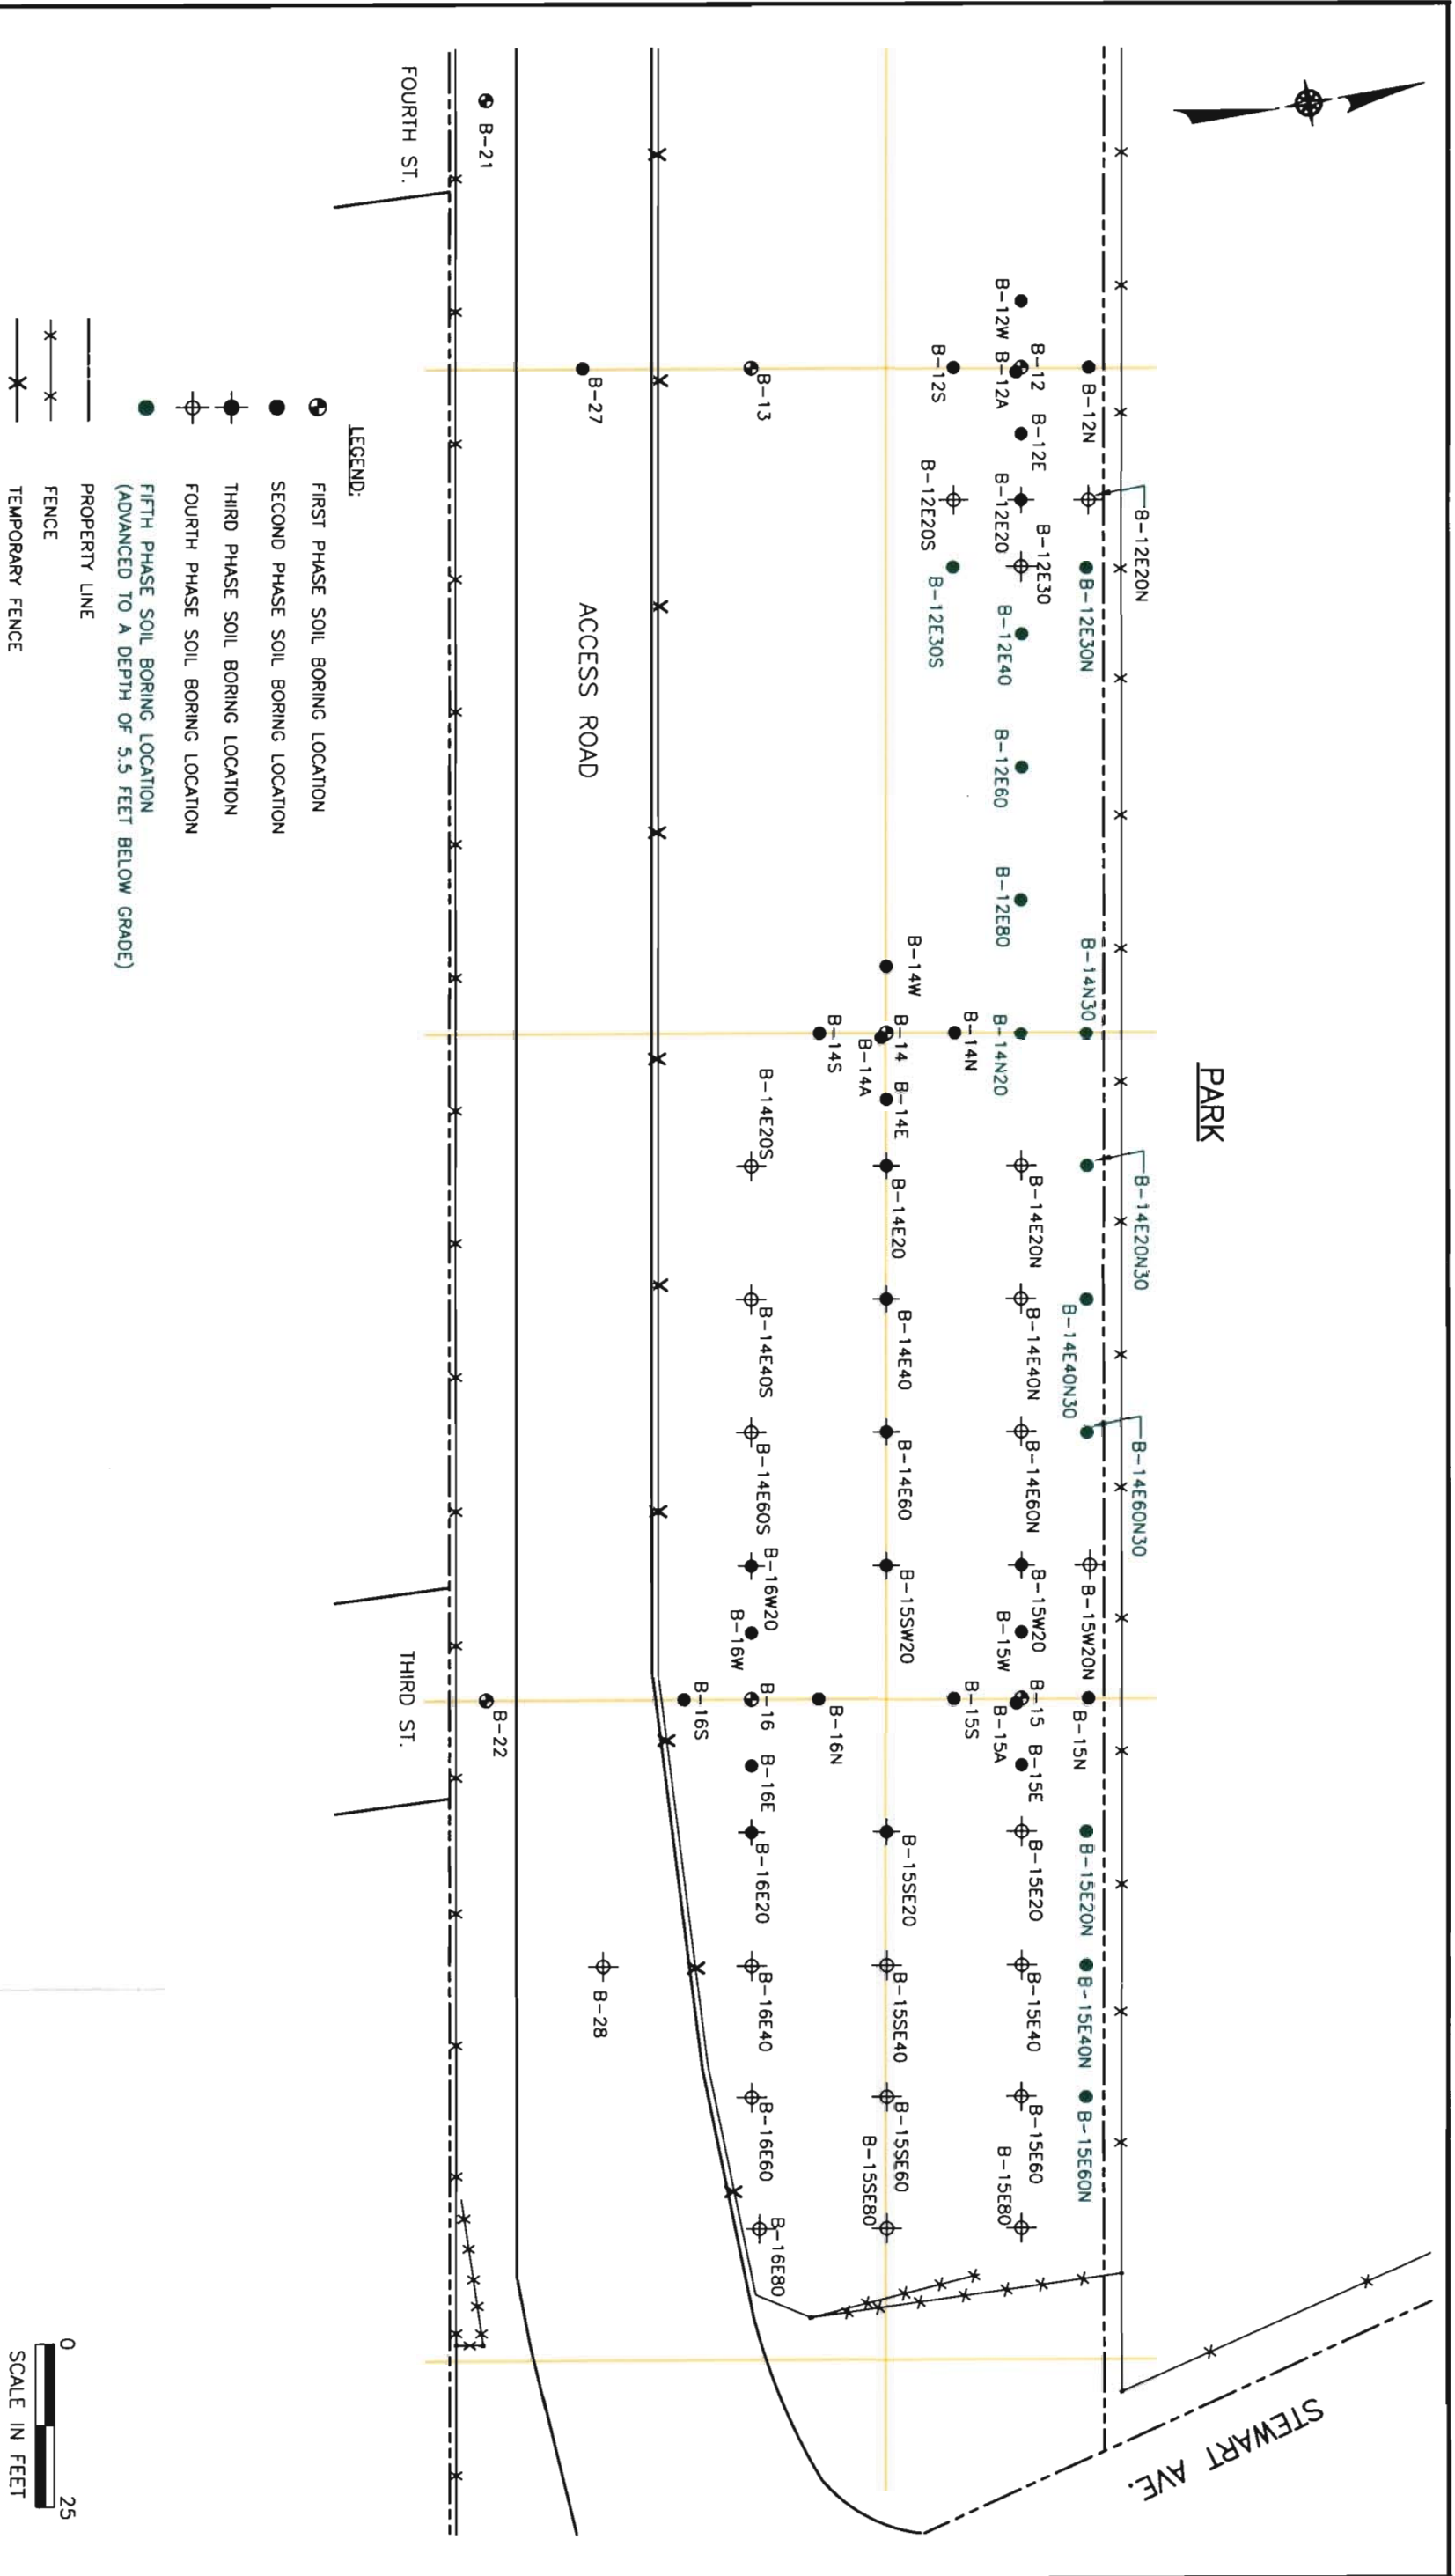 PARK
STEWART AVE.
B-12E20N
B-14E20N30
B-14E60N30
B-12N
B-12E30N
B-14N30
B-14E40N30
B-15W20N
B-15N
B-15E20N
B-15E40N
B-15E60N
B-12W
B-12
B-12A
B-12E
B-12E20
B-12E30
B-12E40
B-12E60
B-12E80
B-14N20
B-14E20N
B-14E40N
B-14E60N
B-15W20
B-15W
B-15
B-15A
B-15E
B-15E20
B-15E40
B-15E60
B-15E80
B-12S
B-12E20S
B-12E30S
B-14N
B-15S
B-14W
B-14
B-14A
B-14E
B-14E20
B-14E40
B-14E60
B-15SW20
B-15SE20
B-15SE40
B-15SE60
B-15SE80
B-14S
B-16N
B-13
B-14E20S
B-14E40S
B-14E60S
B-16W20
B-16W
B-16
B-16E
B-16E20
B-16E40
B-16E60
B-16E80
B-16S
B-27
ACCESS ROAD
B-28
B-21
B-22
FOURTH ST.
THIRD ST.
LEGEND:
FIRST PHASE SOIL BORING LOCATION
SECOND PHASE SOIL BORING LOCATION
THIRD PHASE SOIL BORING LOCATION
FOURTH PHASE SOIL BORING LOCATION
FIFTH PHASE SOIL BORING LOCATION
(ADVANCED TO A DEPTH OF 5.5 FEET BELOW GRADE)
PROPERTY LINE
FENCE
TEMPORARY FENCE
0 25
SCALE IN FEET